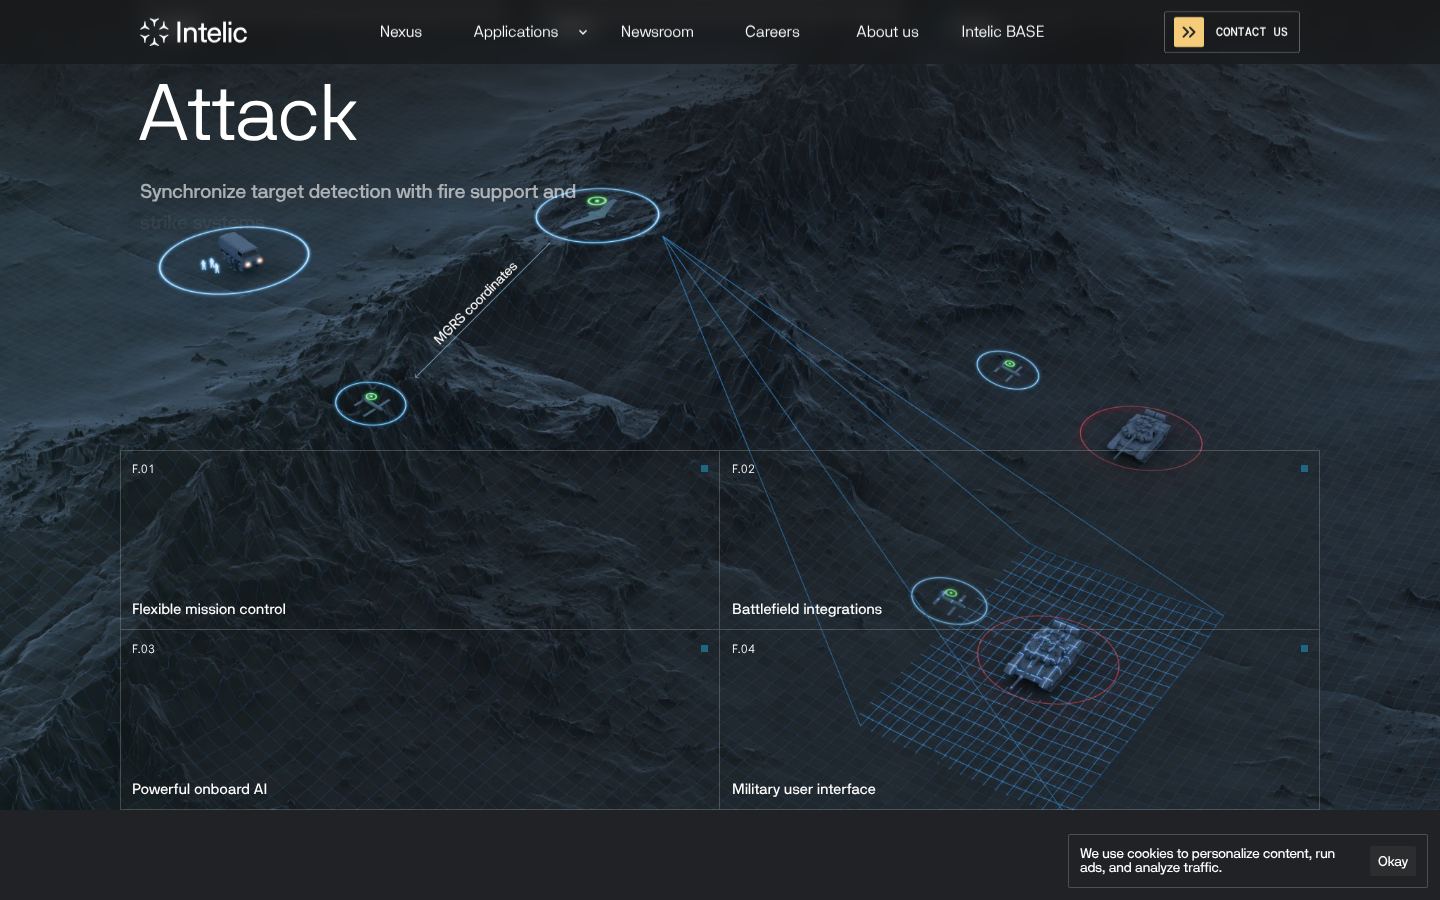 Intelic
Nexus
Applications
Newsroom
Careers
About us
Intelic BASE
CONTACT US
Attack
Synchronize target detection with fire support and
strike systems
MGRS coordinates
F.01
Flexible mission control
F.02
Battlefield integrations
F.03
Powerful onboard AI
F.04
Military user interface
We use cookies to personalize content, run
ads, and analyze traffic.
Okay